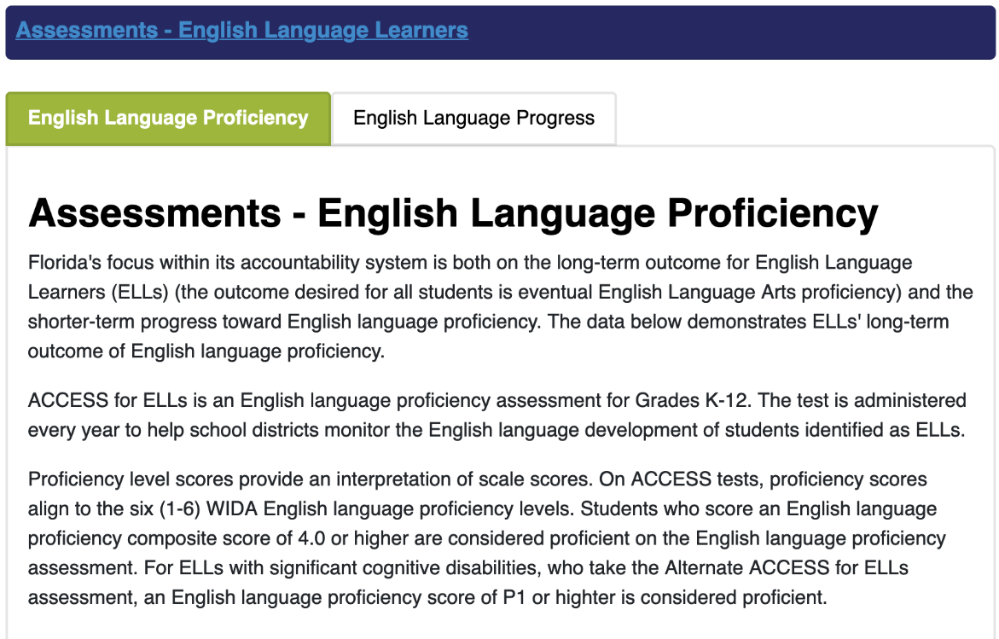 Assessments - English Language Learners
English Language Proficiency
English Language Progress
Assessments - English Language Proficiency
Florida's focus within its accountability system is both on the long-term outcome for English Language
Learners (ELLs) (the outcome desired for all students is eventual English Language Arts proficiency) and the
shorter-term progress toward English language proficiency. The data below demonstrates ELLs' long-term
outcome of English language proficiency.
ACCESS for ELLs is an English language proficiency assessment for Grades K-12. The test is administered
every year to help school districts monitor the English language development of students identified as ELLs.
Proficiency level scores provide an interpretation of scale scores. On ACCESS tests, proficiency scores
align to the six (1-6) WIDA English language proficiency levels. Students who score an English language
proficiency composite score of 4.0 or higher are considered proficient on the English language proficiency
assessment. For ELLs with significant cognitive disabilities, who take the Alternate ACCESS for ELLs
assessment, an English language proficiency score of P1 or highter is considered proficient.